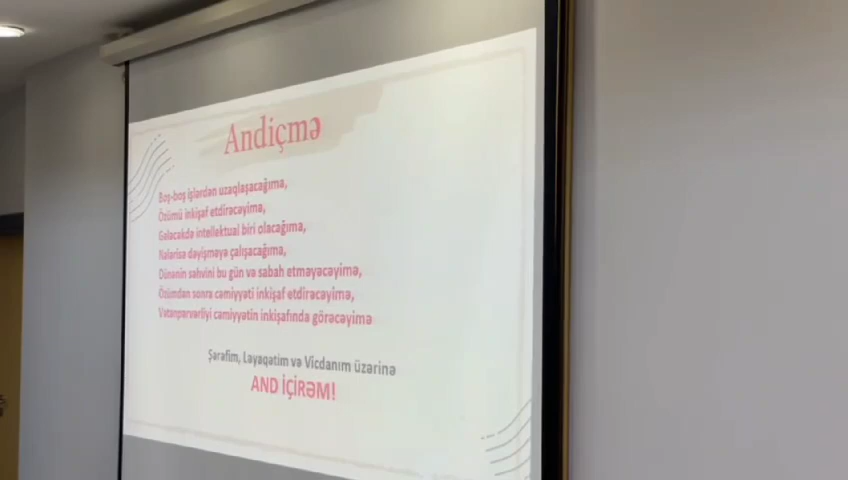 Andiçmə
Boş-boş işlərdən uzaqlaşacağıma,
Özümü inkişaf etdirəcəyimə,
Gələcəkdə intellektual biri olacağıma,
Nələrisə dəyişməyə çalışacağıma,
Dünənin səhvini bu gün və sabah etməyəcəyimə,
Özümdən sonra cəmiyyəti inkişaf etdirəcəyimə,
Vətənpərvərliyi cəmiyyətin inkişafında görəcəyimə
Şərəfim, Ləyaqətim və Vicdanım üzərinə
AND İÇİRƏM!